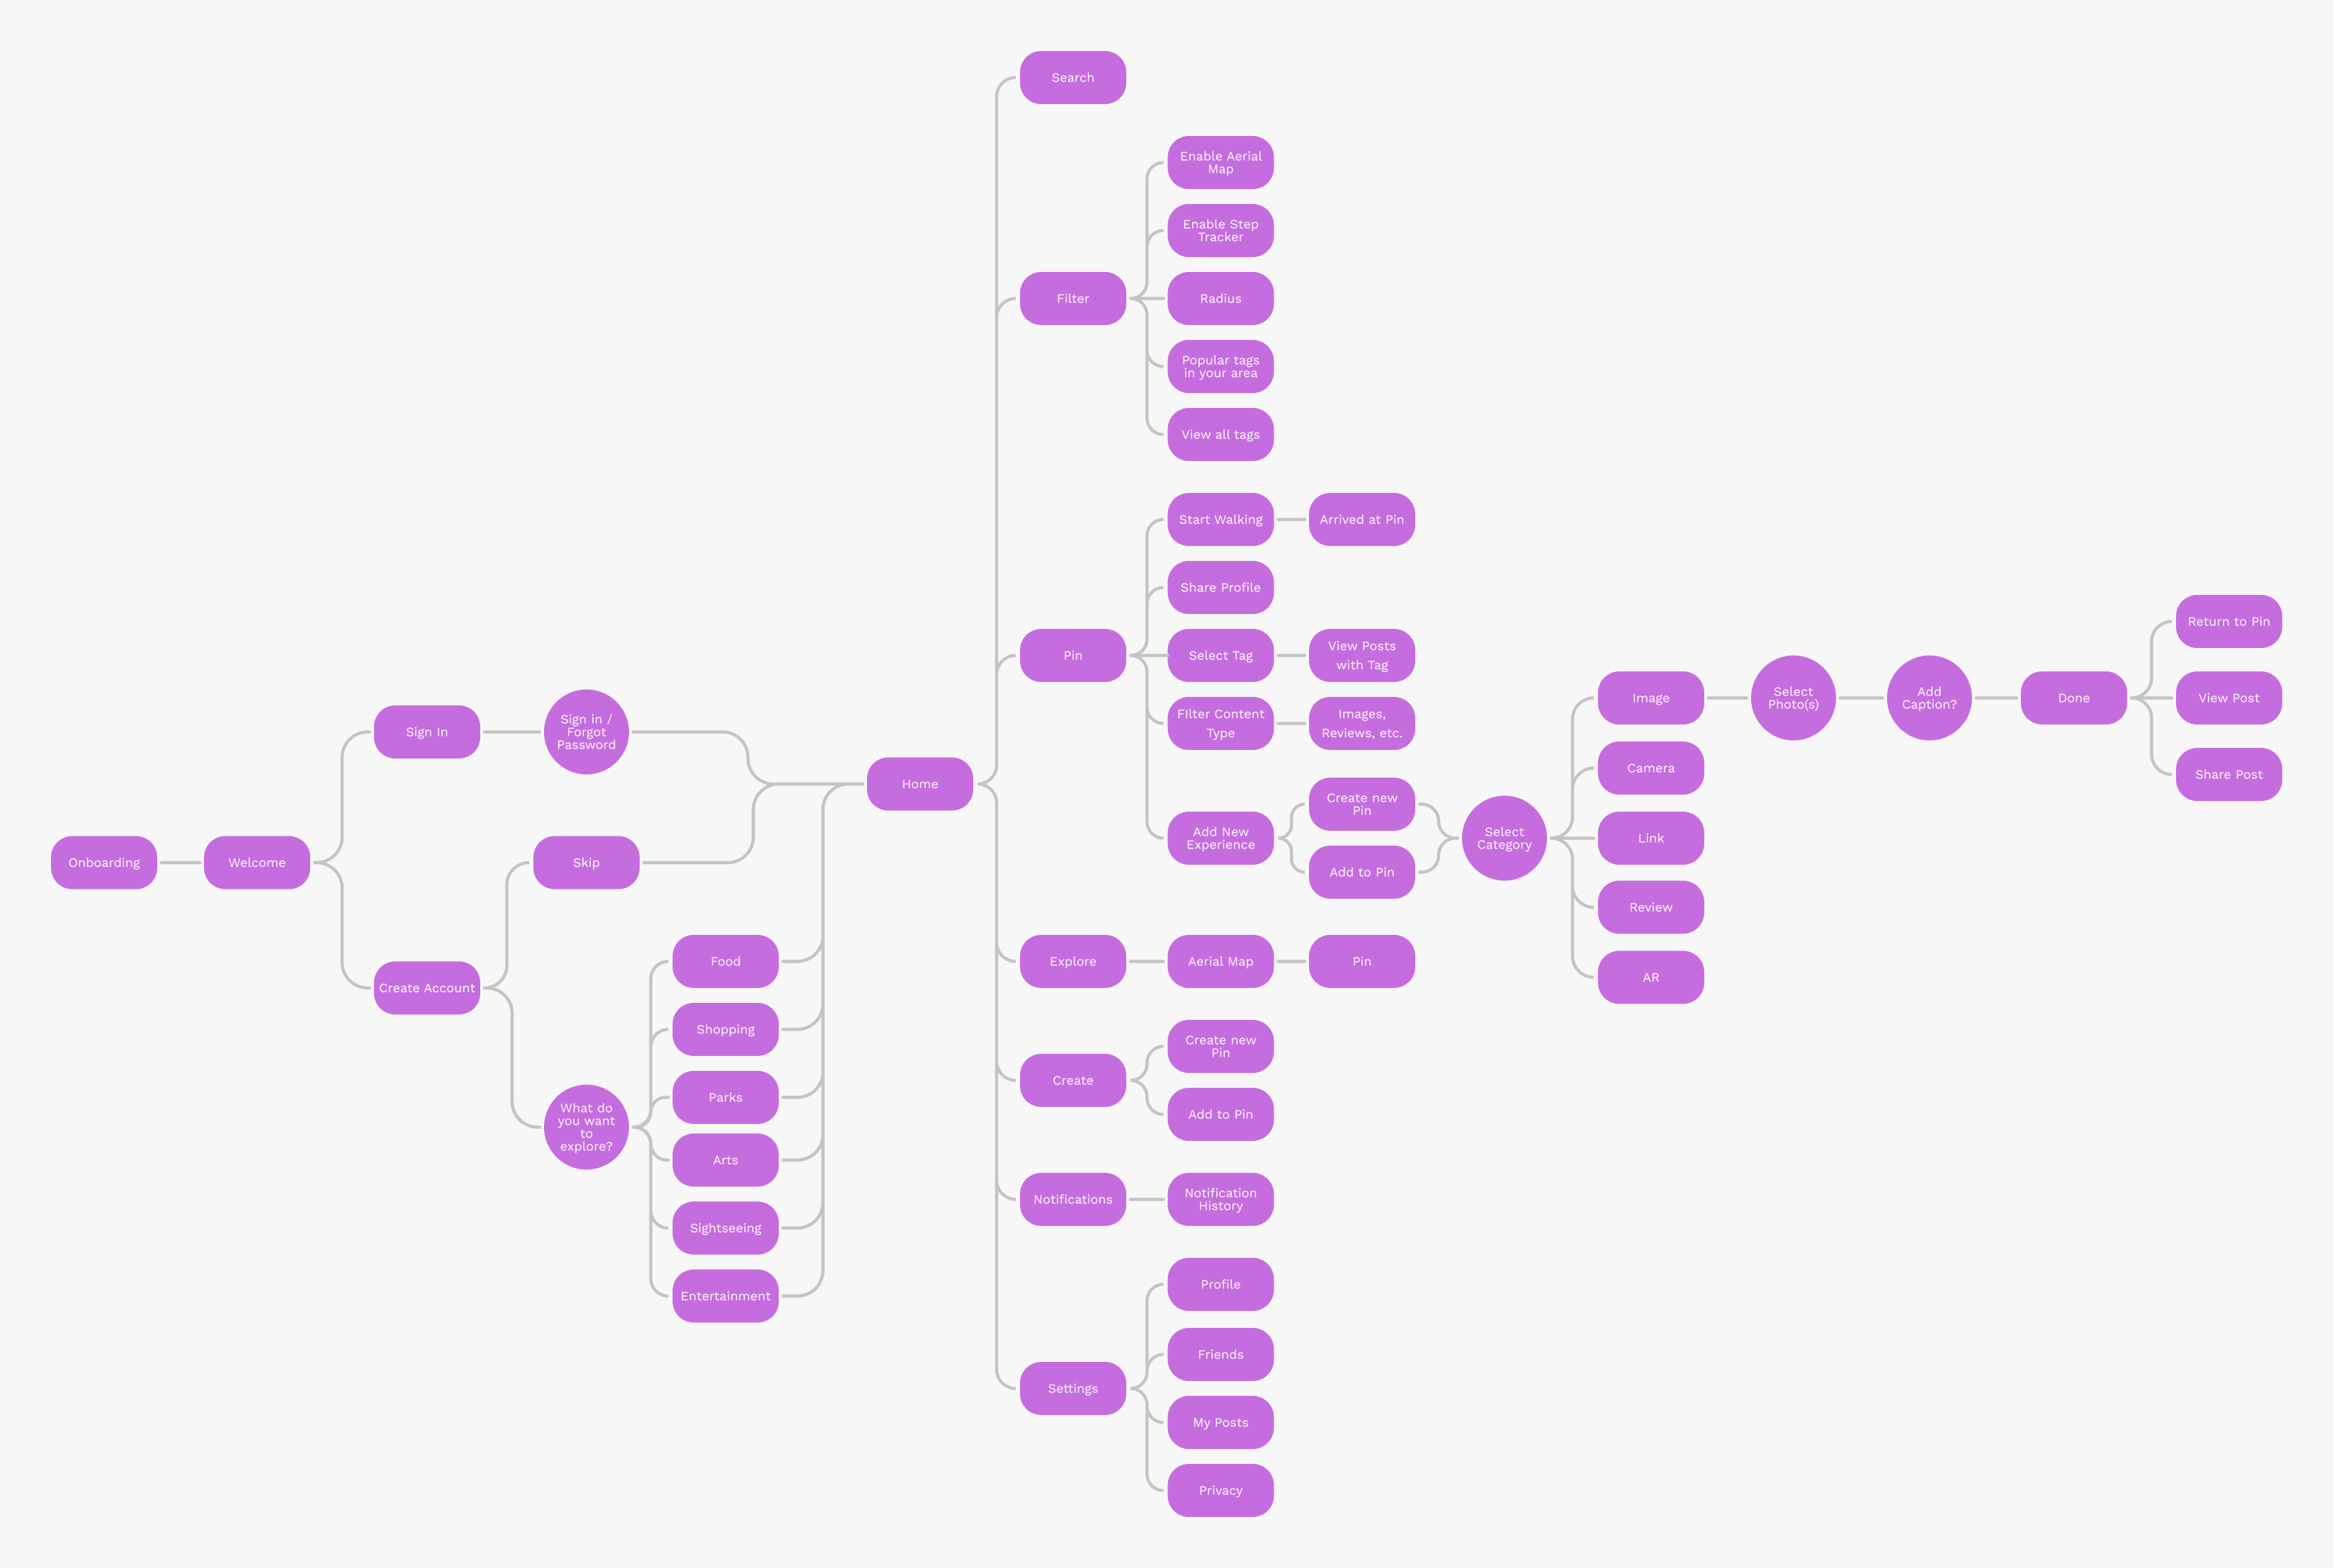 Search
Enable Aerial
Map
Enable Step
Tracker
Filter
Radius
Popular tags
in your area
View all tags
Start Walking
Arrived at Pin
Share Profile
Pin
Select Tag
View Posts
with Tag
FIlter Content
Type
Images,
Reviews, etc.
Add New
Experience
Create new
Pin
Add to Pin
Select
Category
Image
Select
Photo(s)
Add
Caption?
Done
Return to Pin
View Post
Share Post
Camera
Link
Review
AR
Onboarding
Welcome
Sign In
Sign in /
Forgot
Password
Home
Skip
Create Account
What do
you want
to
explore?
Food
Shopping
Parks
Arts
Sightseeing
Entertainment
Explore
Aerial Map
Pin
Create
Create new
Pin
Add to Pin
Notifications
Notification
History
Settings
Profile
Friends
My Posts
Privacy